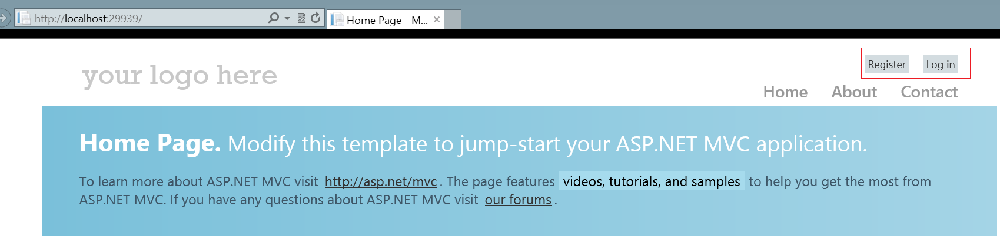 http://localhost:29939/
Home Page - M...
your logo here
Register Log in
Home About Contact
Home Page. Modify this template to jump-start your ASP.NET MVC application.
To learn more about ASP.NET MVC visit http://asp.net/mvc . The page features videos, tutorials, and samples to help you get the most from
ASP.NET MVC. If you have any questions about ASP.NET MVC visit our forums .